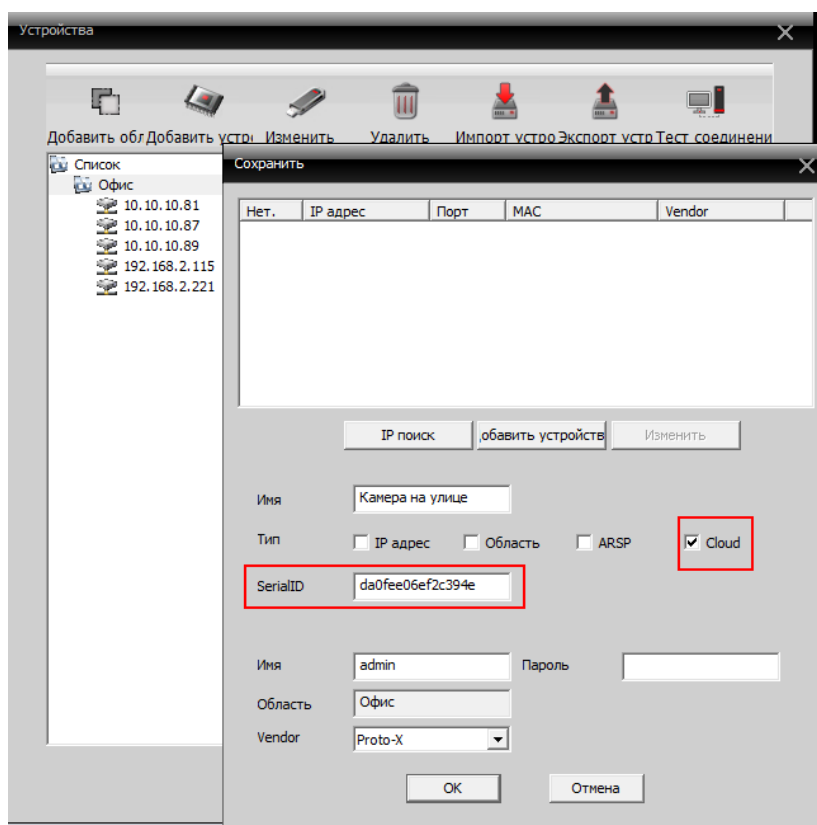 Устройства
Добавить обл Добавить устро Изменить Удалить Импорт устро Экспорт устр Тест соединени
Список
Офис
10.10.10.81
10.10.10.87
10.10.10.89
192.168.2.115
192.168.2.221
Сохранить
Нет. IP адрес Порт MAC Vendor
IP поиск обавить устройств Изменить
Имя Камера на улице
Тип IP адрес Область ARSP Cloud
SerialID da0fee06ef2c394e
Имя admin Пароль
Область Офис
Vendor Proto-X
OK Отмена